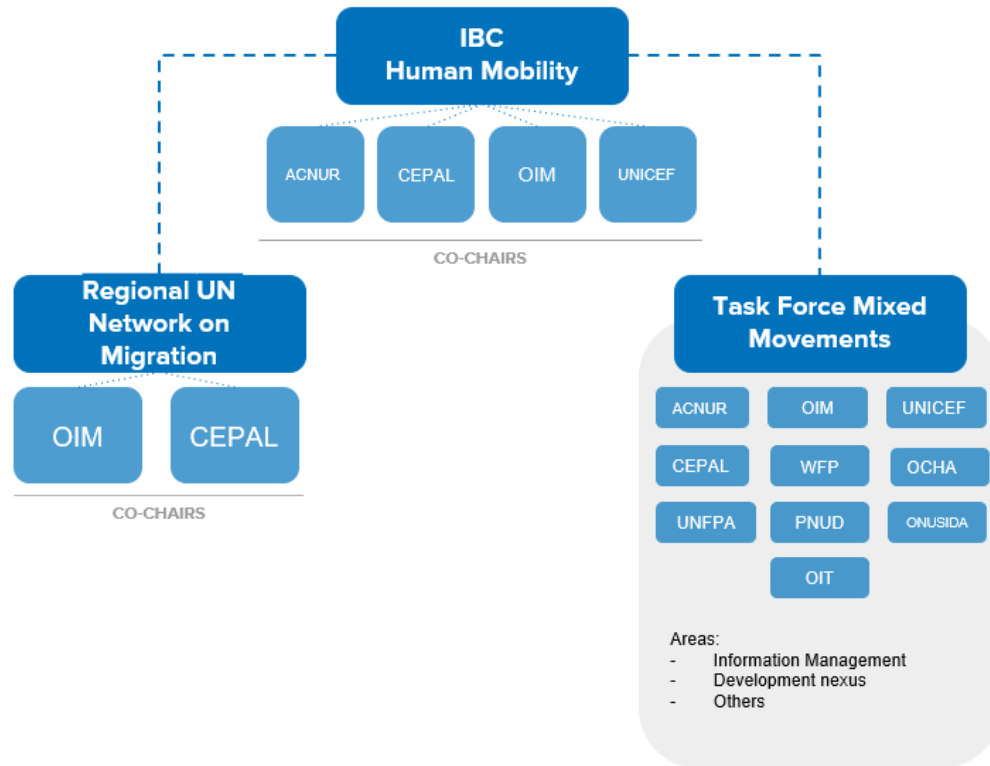 IBC
Human Mobility
ACNUR
CEPAL
OIM
UNICEF
CO-CHAIRS
Regional UN
Network on
Migration
OIM
CEPAL
CO-CHAIRS
Task Force Mixed
Movements
ACNUR
OIM
UNICEF
CEPAL
WFP
OCHA
UNFPA
PNUD
ONUSIDA
OIT
Areas:
- Information Management
- Development nexus
- Others